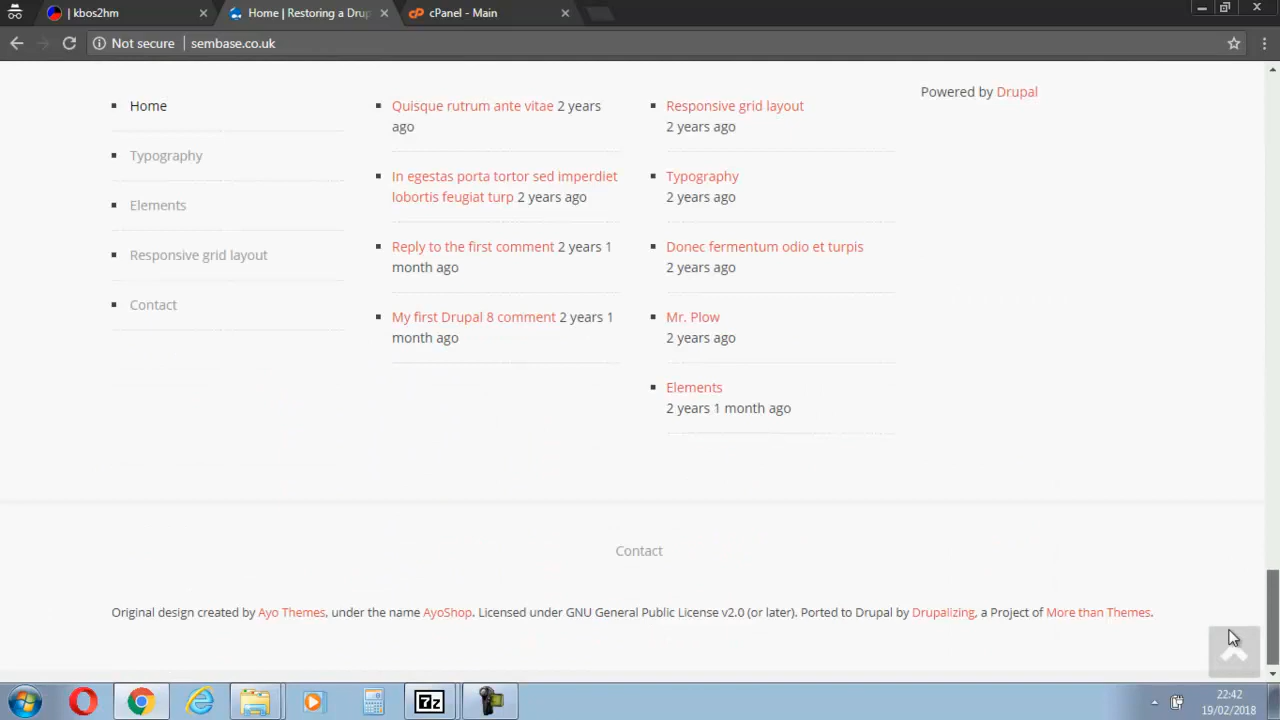 | kbos2hm
Home | Restoring a Drup
cPanel - Main
Not secure
sembase.co.uk
Home
Typography
Elements
Responsive grid layout
Contact
Quisque rutrum ante vitae 2 years
ago
In egestas porta tortor sed imperdiet
lobortis feugiat turp 2 years ago
Reply to the first comment 2 years 1
month ago
My first Drupal 8 comment 2 years 1
month ago
Responsive grid layout
2 years ago
Typography
2 years ago
Donec fermentum odio et turpis
2 years ago
Mr. Plow
2 years ago
Elements
2 years 1 month ago
Powered by Drupal
Contact
Original design created by Ayo Themes, under the name AyoShop. Licensed under GNU General Public License v2.0 (or later). Ported to Drupal by Drupalizing, a Project of More than Themes.
7z
22:42
19/02/2018